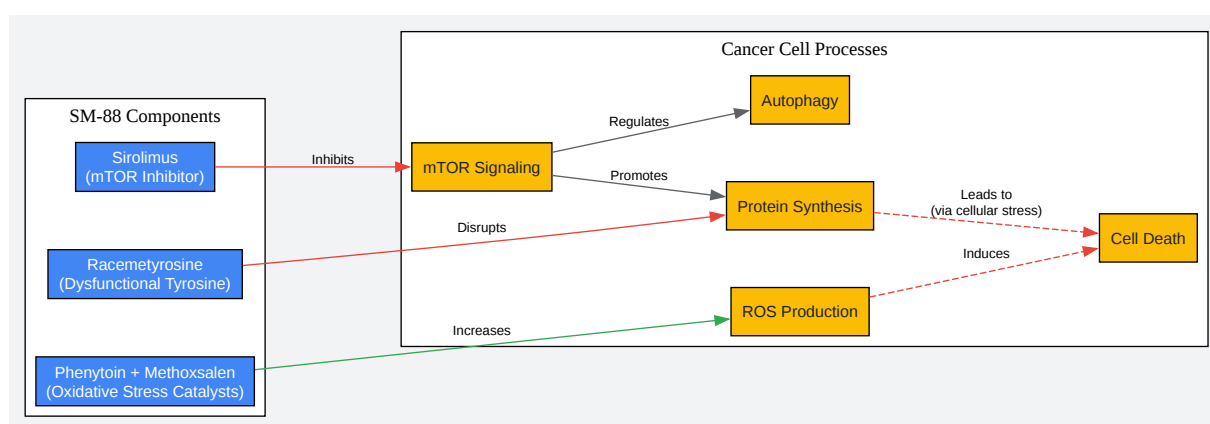 Cancer Cell Processes
SM-88 Components
Sirolimus
(mTOR Inhibitor)
Inhibits
mTOR Signaling
Regulates
Autophagy
Promotes
Racemetyrosine
(Dysfunctional Tyrosine)
Disrupts
Protein Synthesis
Leads to
(via cellular stress)
Cell Death
Induces
Phenytoin + Methoxsalen
(Oxidative Stress Catalysts)
Increases
ROS Production